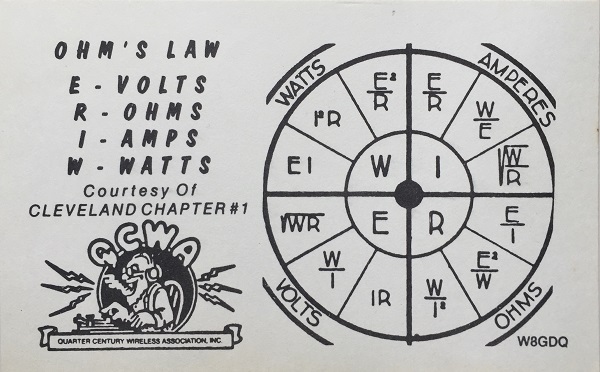 OHM'S LAW
E - VOLTS
R - OHMS
I - AMPS
W - WATTS
Courtesy Of
CLEVELAND CHAPTER #1
QCWA
QUARTER CENTURY WIRELESS ASSOCIATION, INC.
WATTS
AMPERES
VOLTS
OHMS
W
I
E
R
EI
I²R
E²/R
E/R
W/E
√W/R
E/I
E²/W
W/I²
IR
W/I
√WR
W8GDQ